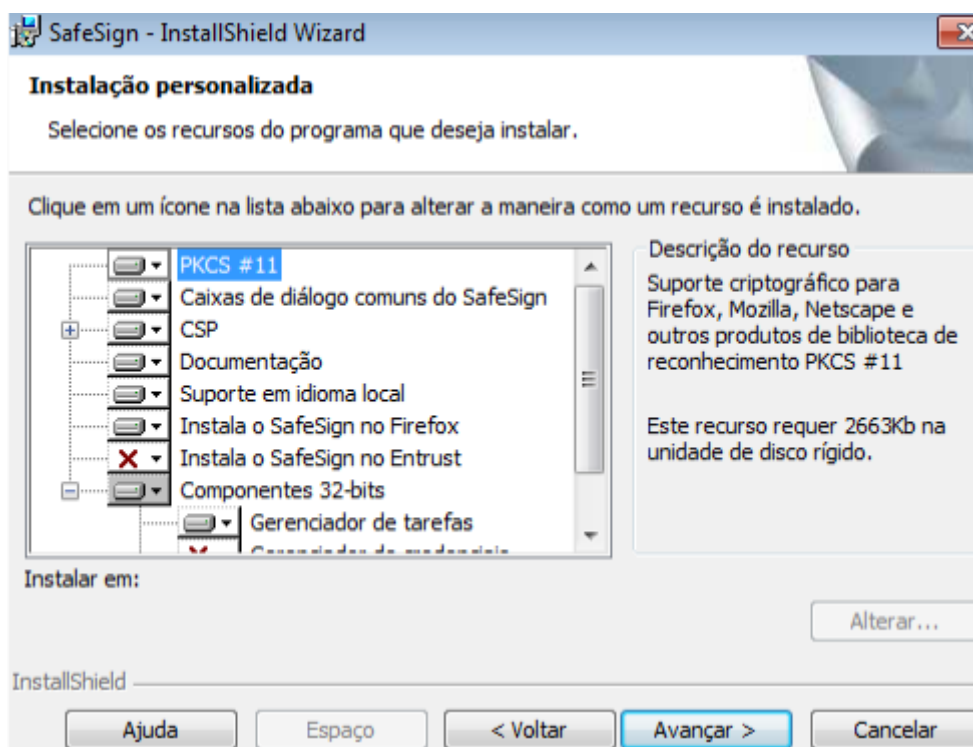 SafeSign - InstallShield Wizard
Instalação personalizada
Selecione os recursos do programa que deseja instalar.
Clique em um ícone na lista abaixo para alterar a maneira como um recurso é instalado.
PKCS #11
Caixas de diálogo comuns do SafeSign
CSP
Documentação
Suporte em idioma local
Instala o SafeSign no Firefox
Instala o SafeSign no Entrust
Componentes 32-bits
Gerenciador de tarefas
Gerenciador de credenciais
Descrição do recurso
Suporte criptográfico para
Firefox, Mozilla, Netscape e
outros produtos de biblioteca de
reconhecimento PKCS #11
Este recurso requer 2663Kb na
unidade de disco rígido.
Instalar em:
Alterar...
InstallShield
Ajuda
Espaço
< Voltar
Avançar >
Cancelar